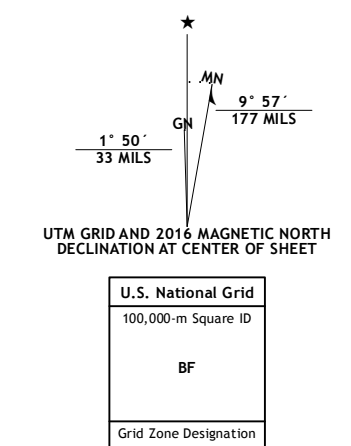 ★
MN
9° 57´
177 MILS
GN
1° 50´
33 MILS
UTM GRID AND 2016 MAGNETIC NORTH
DECLINATION AT CENTER OF SHEET
U.S. National Grid
100,000-m Square ID
BF
Grid Zone Designation